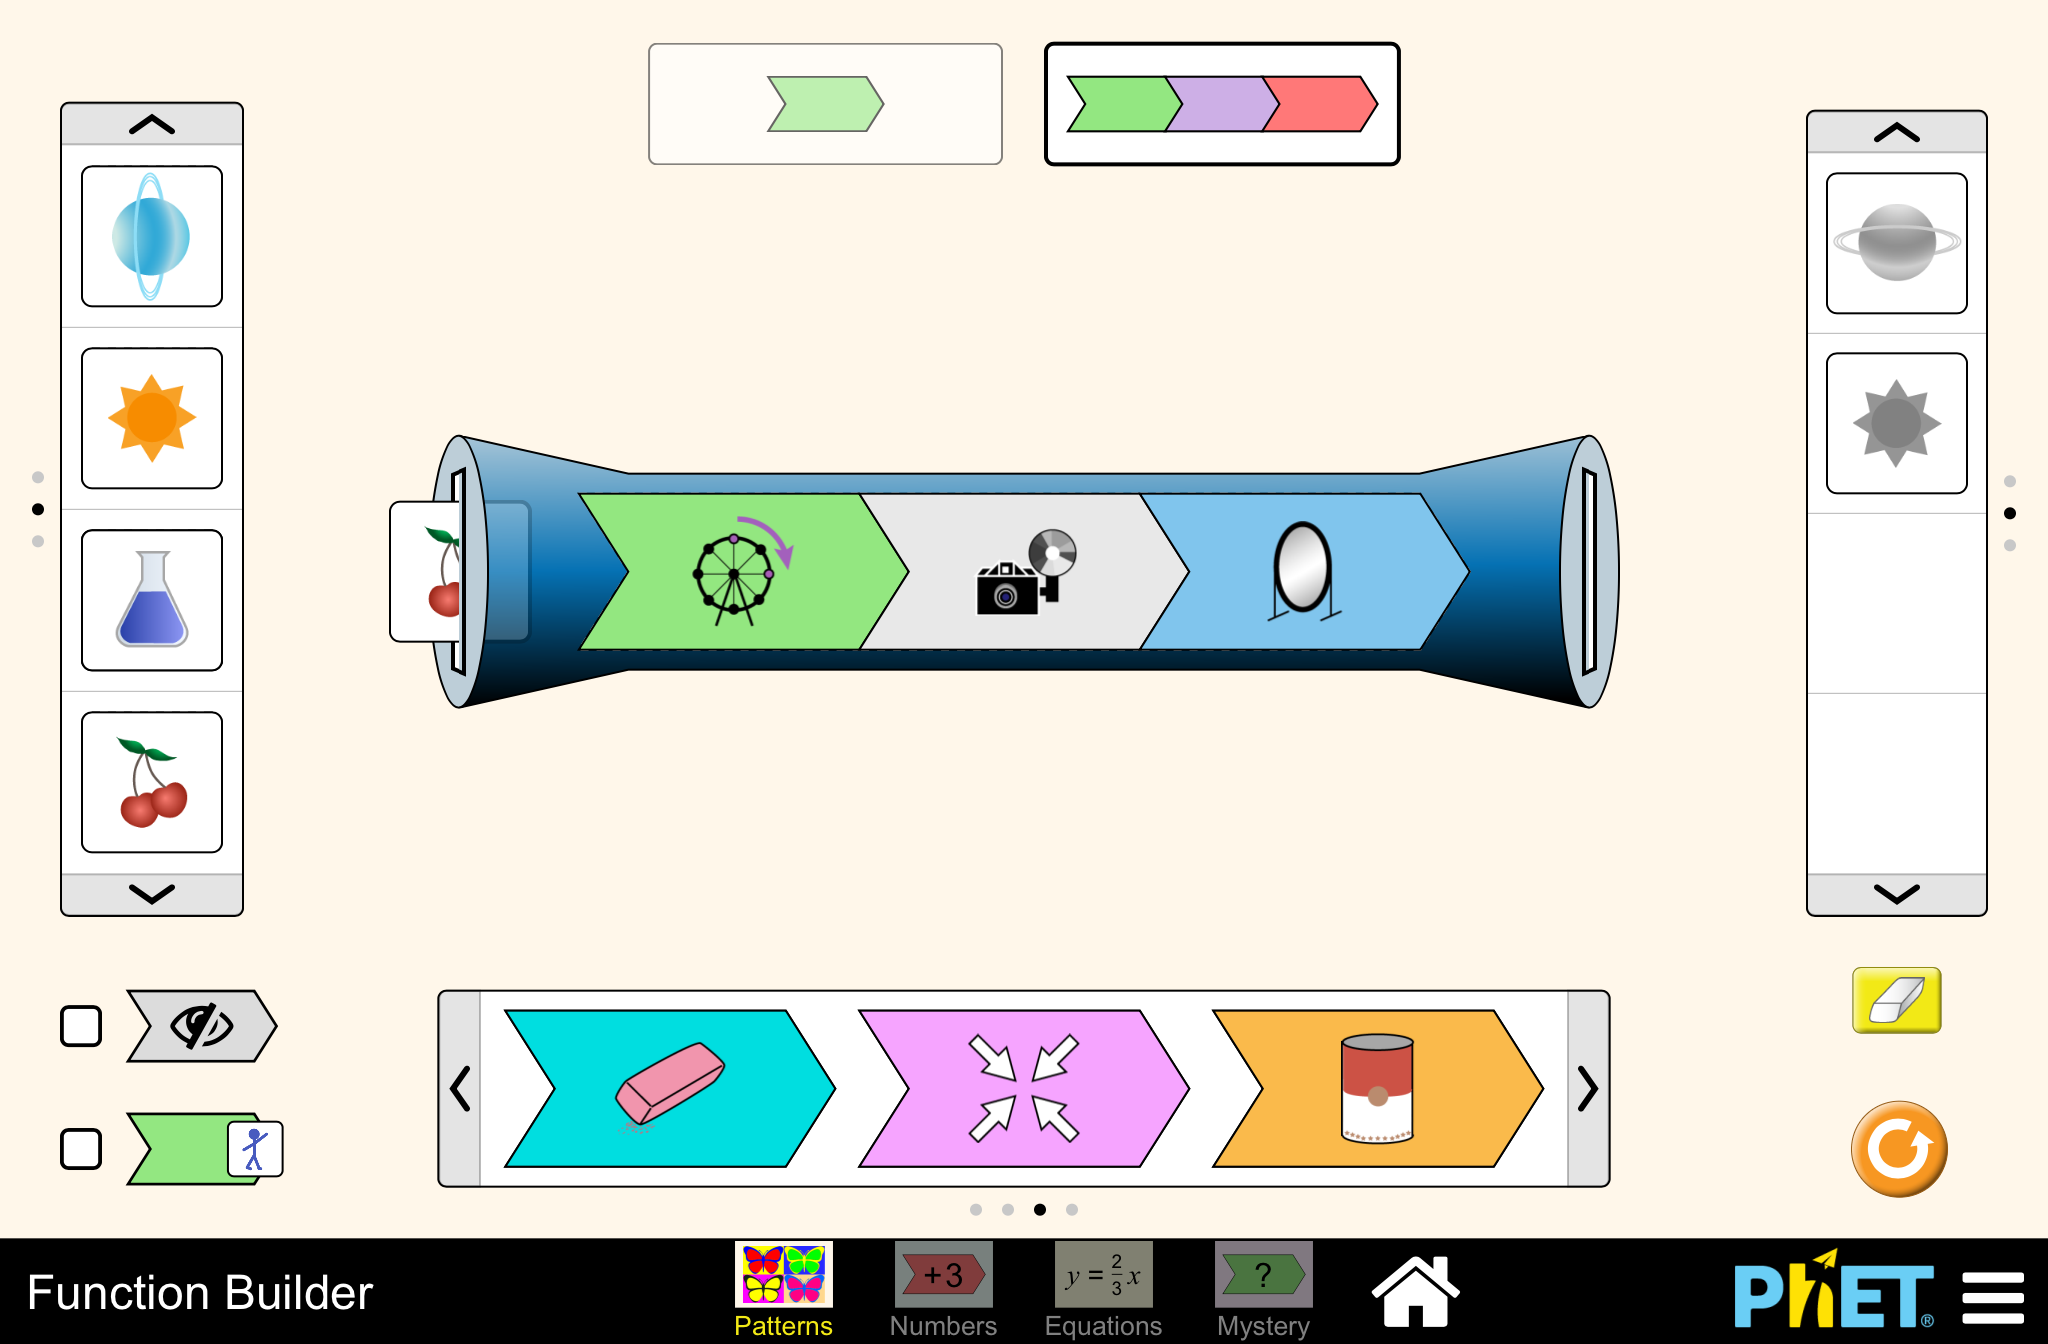 Function Builder
Patterns
+3
Numbers
y = 2/3 x
Equations
?
Mystery
PhET®